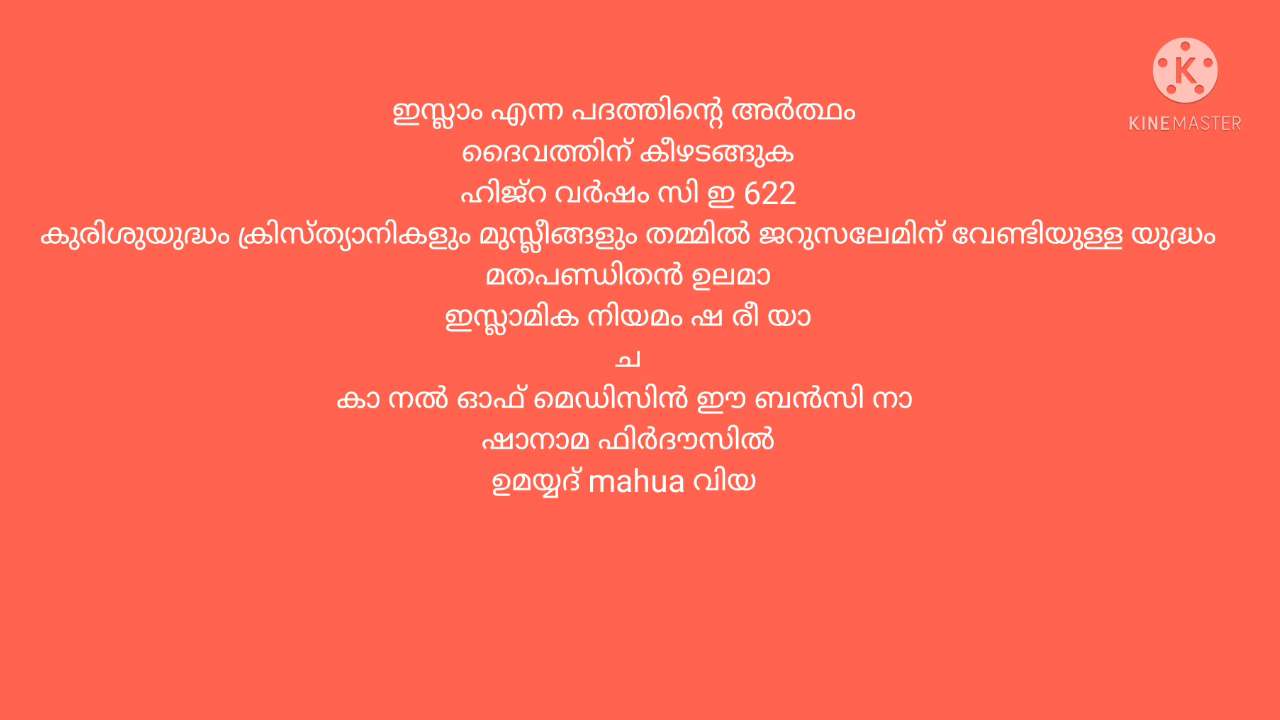 KINEMASTER
ഇസ്ലാം എന്ന പദത്തിന്റെ അർത്ഥം
ദൈവത്തിന് കീഴടങ്ങുക
ഹിജ്റ വർഷം സി ഇ 622
കുരിശുയുദ്ധം ക്രിസ്ത്യാനികളും മുസ്ലീങ്ങളും തമ്മിൽ ജറുസലേമിന് വേണ്ടിയുള്ള യുദ്ധം
മതപണ്ഡിതൻ ഉലമാ
ഇസ്ലാമിക നിയമം ഷ രീ യാ
ച
കാ നൽ ഓഫ് മെഡിസിൻ ഈ ബൻസി നാ
ഷാനാമ ഫിർദൗസിൽ
ഉമയ്യദ് mahua വിയ